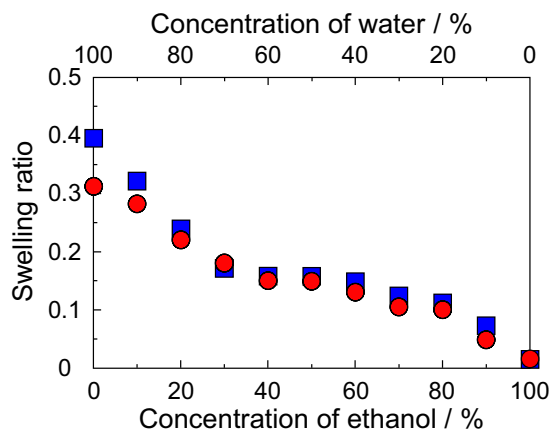 Concentration of water / %
100 80 60 40 20 0
0.5
0.4
0.3
0.2
0.1
0
Swelling ratio
0 20 40 60 80 100
Concentration of ethanol / %